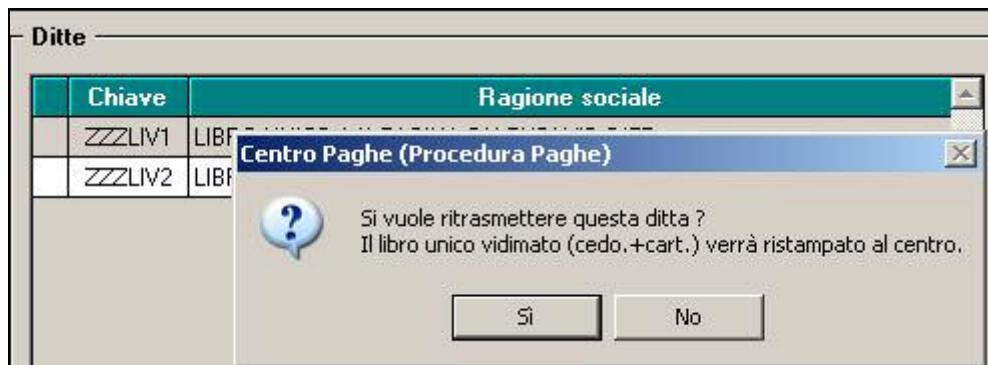 Ditte
Chiave Ragione sociale
ZZZLIV1
ZZZLIV2
Centro Paghe (Procedura Paghe)
Si vuole ritrasmettere questa ditta ?
Il libro unico vidimato (cedo.+cart.) verrà ristampato al centro.
Sì No